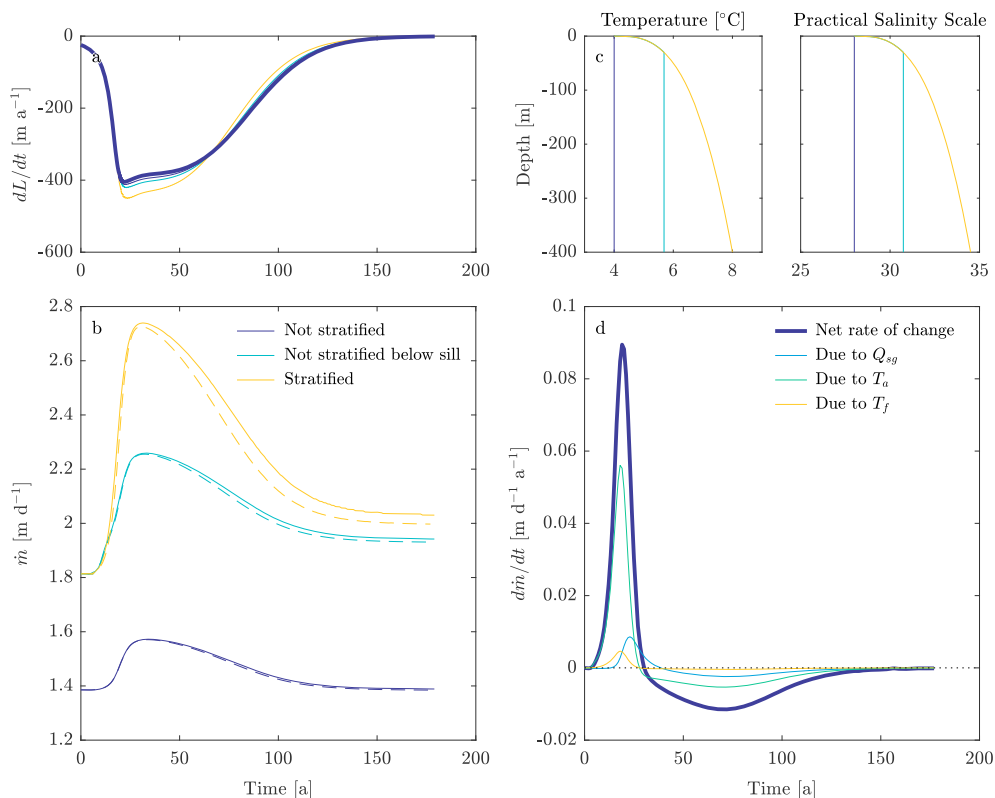 a
0
-200
-400
-600
0 50 100 150 200
dL/dt [m a⁻¹]
Temperature [°C]
c
0
-100
-200
-300
-400
4 6 8
Depth [m]
Practical Salinity Scale
25 30 35
b
Not stratified
Not stratified below sill
Stratified
2.8
2.6
2.4
2.2
2
1.8
1.6
1.4
1.2
0 50 100 150 200
ṁ [m d⁻¹]
Time [a]
d
Net rate of change
Due to Q_sg
Due to T_a
Due to T_f
0.1
0.08
0.06
0.04
0.02
0
-0.02
0 50 100 150 200
dṁ/dt [m d⁻¹ a⁻¹]
Time [a]